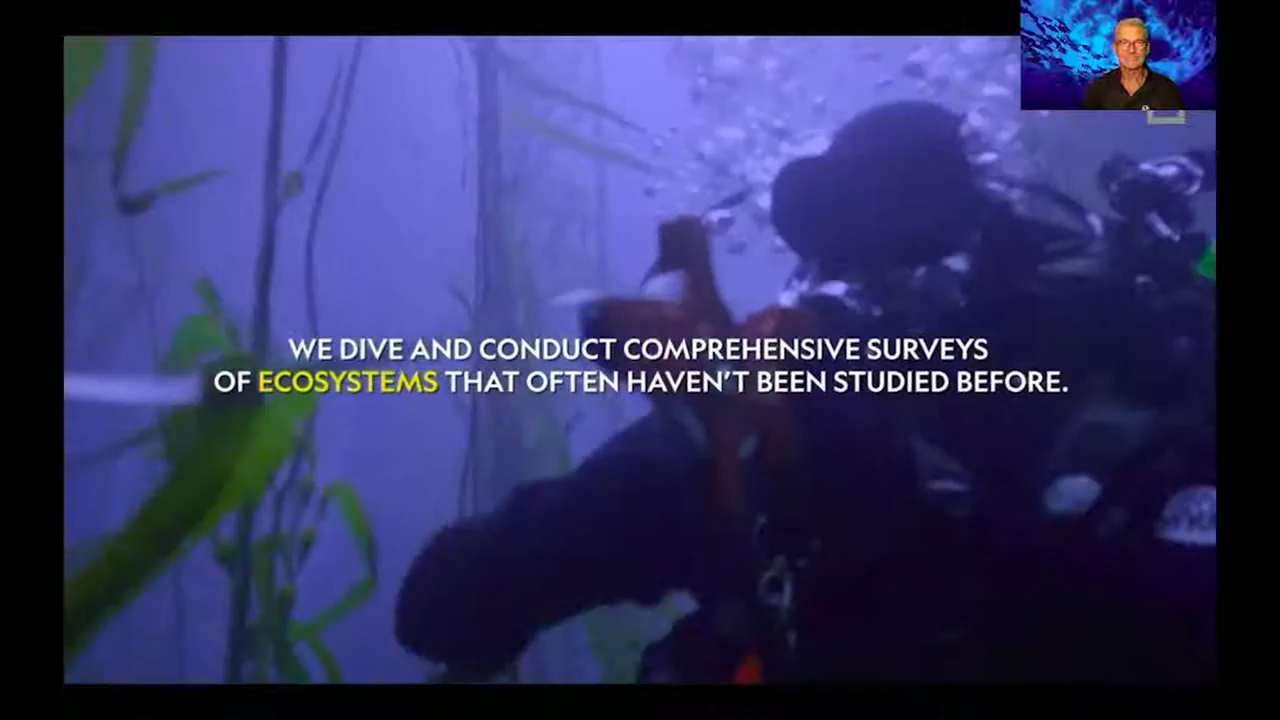 WE DIVE AND CONDUCT COMPREHENSIVE SURVEYS
OF ECOSYSTEMS THAT OFTEN HAVEN'T BEEN STUDIED BEFORE.